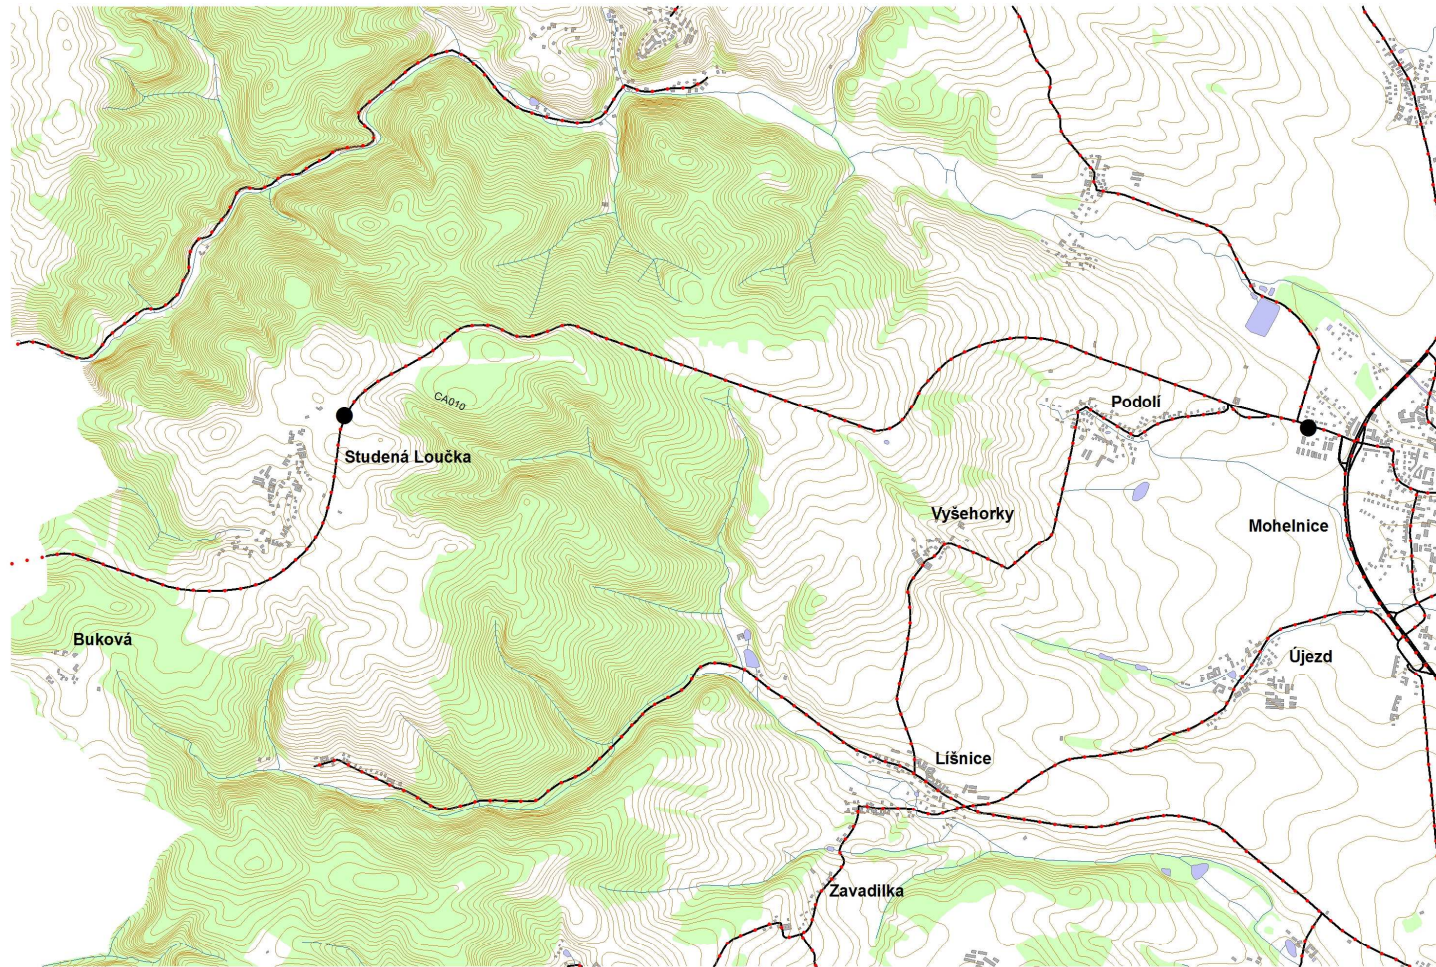 CA010
Podolí
Studená Loučka
Vyšehorky
Mohelnice
Buková
Újezd
Líšnice
Zavadilka